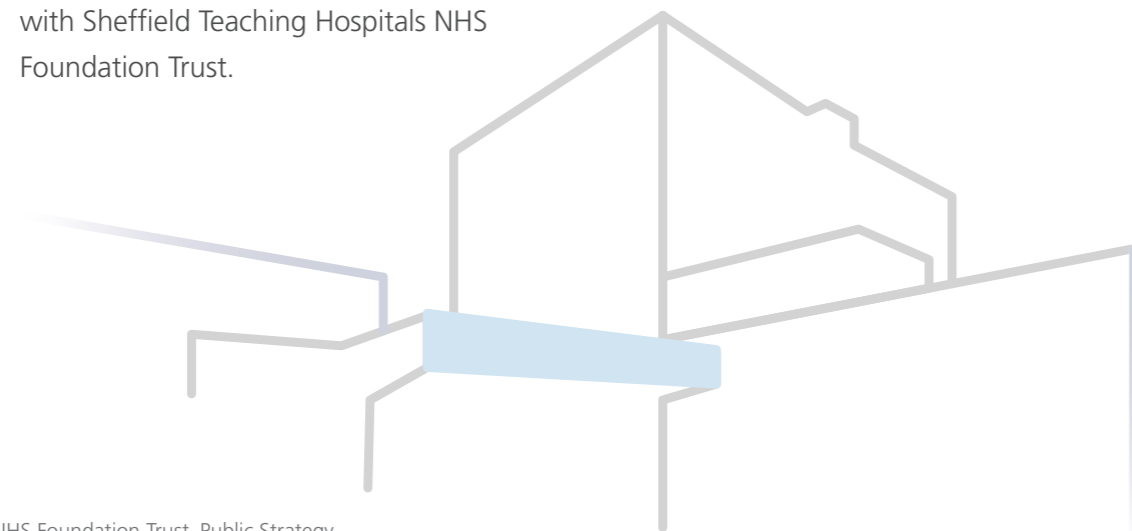 with Sheffield Teaching Hospitals NHS
Foundation Trust.
NHS Foundation Trust Public Strategy